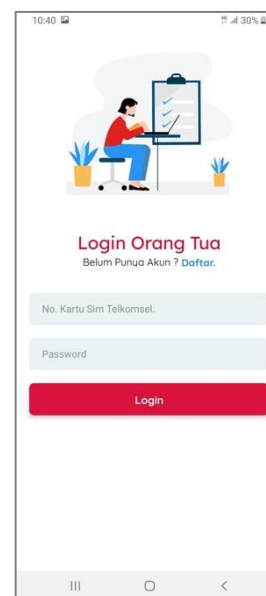 10:40 30%
Login Orang Tua
Belum Punya Akun ? Daftar.
No. Kartu Sim Telkomsel.
Password
Login